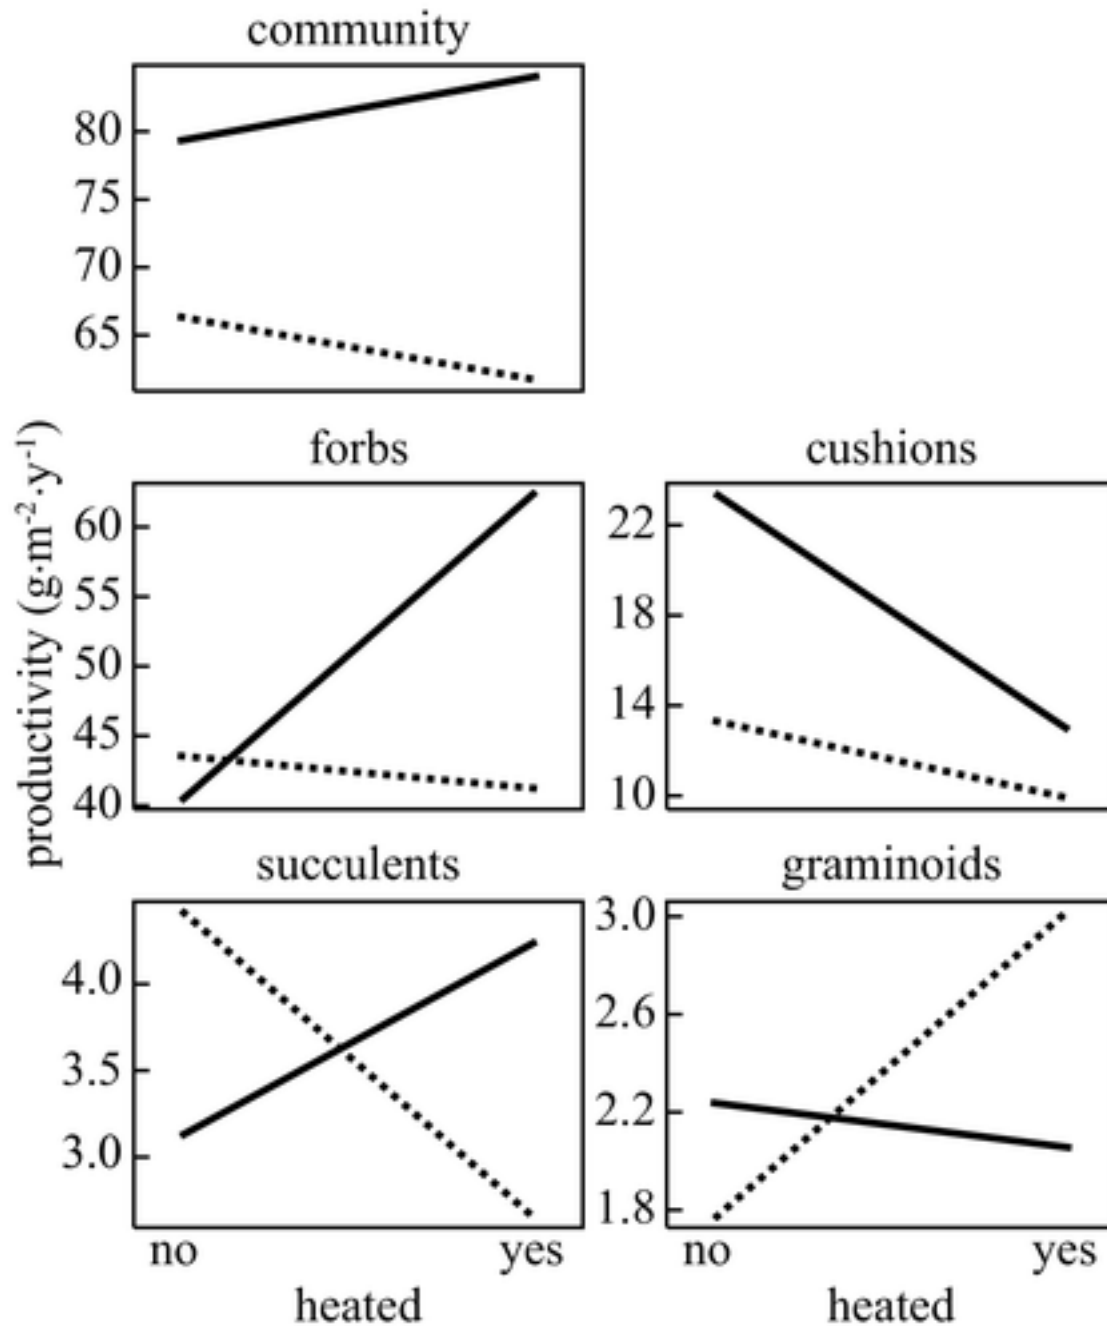 community
80
75
70
65
productivity (g·m⁻²·y⁻¹)
forbs
60
55
50
45
40
cushions
22
18
14
10
succulents
4.0
3.5
3.0
no yes
heated
graminoids
3.0
2.6
2.2
1.8
no yes
heated